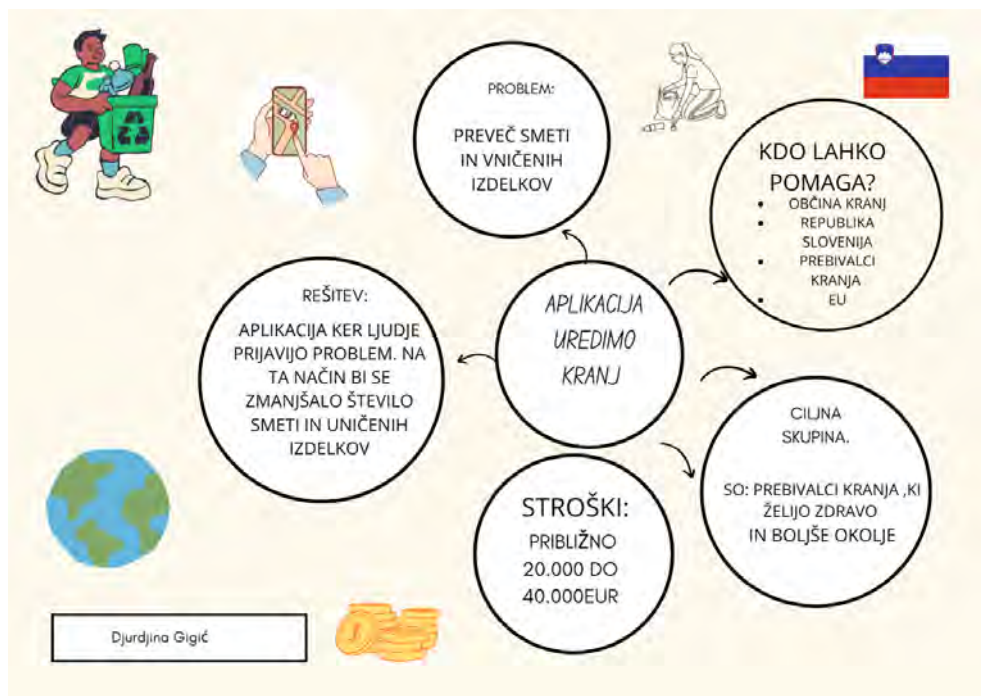 PROBLEM:
PREVEČ SMETI
IN VNIČENIH
IZDELKOV
KDO LAHKO
POMAGA?
• OBČINA KRANJ
• REPUBLIKA
SLOVENIJA
• PREBIVALCI
KRANJA
• EU
REŠITEV:
APLIKACIJA KER LJUDJE
PRIJAVIJO PROBLEM. NA
TA NAČIN BI SE
ZMANJŠALO ŠTEVILO
SMETI IN UNIČENIH
IZDELKOV
APLIKACIJA
UREDIMO
KRANJ
CILJNA
SKUPINA.
SO: PREBIVALCI KRANJA ,KI
ŽELIJO ZDRAVO
IN BOLJŠE OKOLJE
STROŠKI:
PRIBLIŽNO
20.000 DO
40.000EUR
Djurdjina Gigić